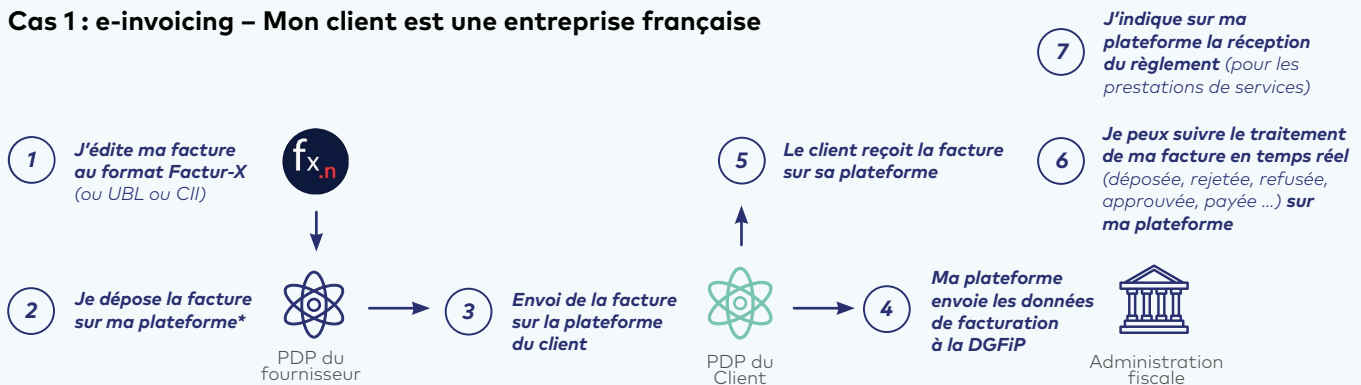 Cas 1 : e-invoicing – Mon client est une entreprise française
1
J'édite ma facture
au format Factur-X
(ou UBL ou CII)
fx.n
2
Je dépose la facture
sur ma plateforme*
PDP du
fournisseur
3
Envoi de la facture
sur la plateforme
du client
PDP du
Client
4
Ma plateforme
envoie les données
de facturation
à la DGFiP
Administration
fiscale
5
Le client reçoit la facture
sur sa plateforme
6
Je peux suivre le traitement
de ma facture en temps réel
(déposée, rejetée, refusée,
approuvée, payée ...) sur
ma plateforme
7
J'indique sur ma
plateforme la réception
du règlement (pour les
prestations de services)